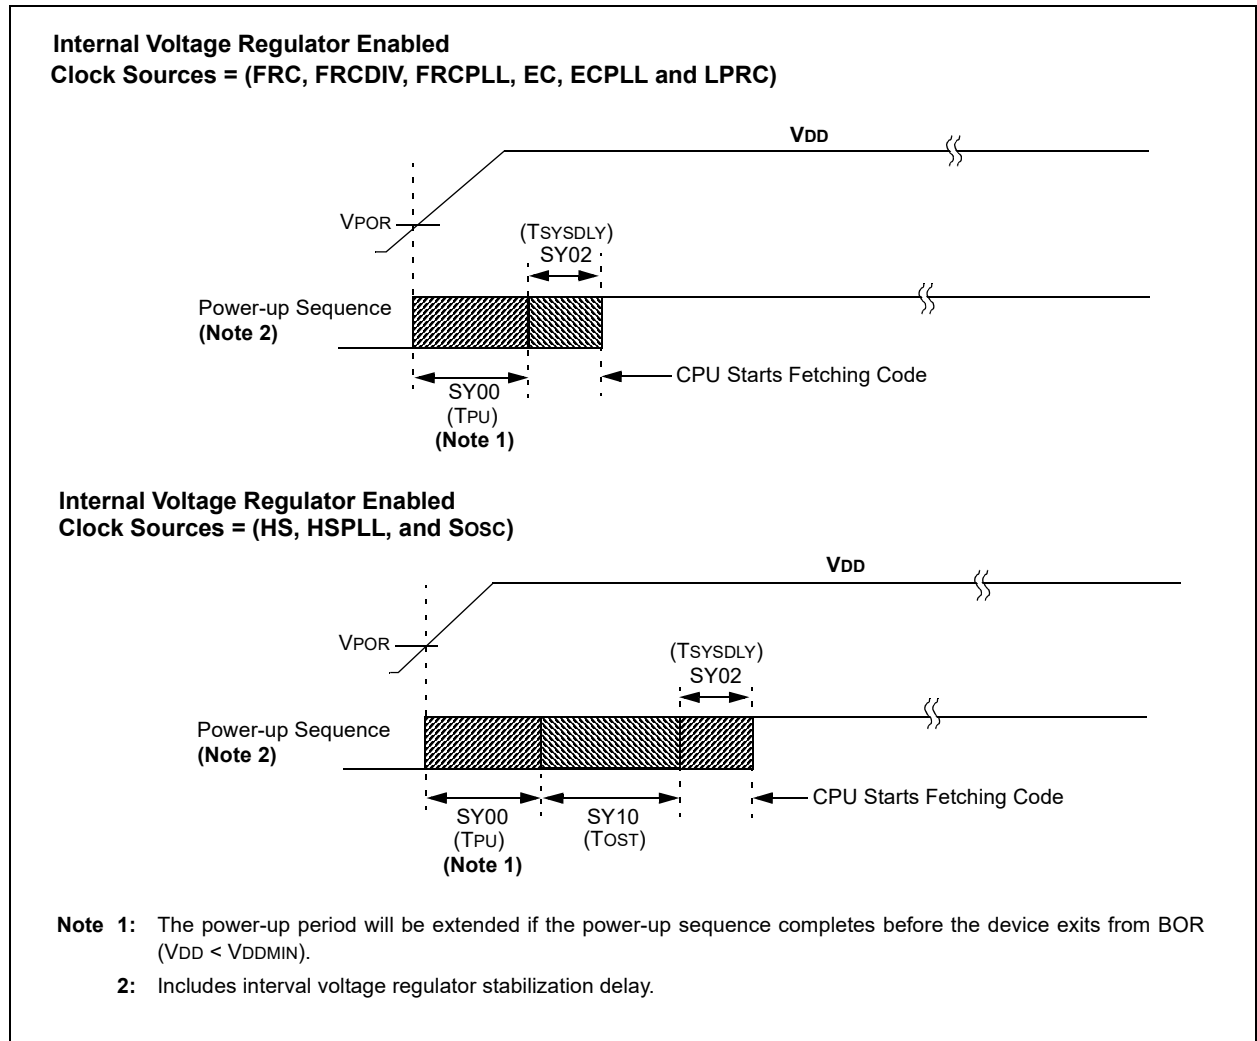 Internal Voltage Regulator Enabled
Clock Sources = (FRC, FRCDIV, FRCPLL, EC, ECPLL and LPRC)
VDD
VPOR
(TSYSDLY)
SY02
Power-up Sequence
(Note 2)
CPU Starts Fetching Code
SY00
(TPU)
(Note 1)
Internal Voltage Regulator Enabled
Clock Sources = (HS, HSPLL, and SOSC)
VDD
VPOR
(TSYSDLY)
SY02
Power-up Sequence
(Note 2)
CPU Starts Fetching Code
SY00
(TPU)
(Note 1)
SY10
(TOST)
Note 1: The power-up period will be extended if the power-up sequence completes before the device exits from BOR
(VDD < VDDMIN).
2: Includes interval voltage regulator stabilization delay.